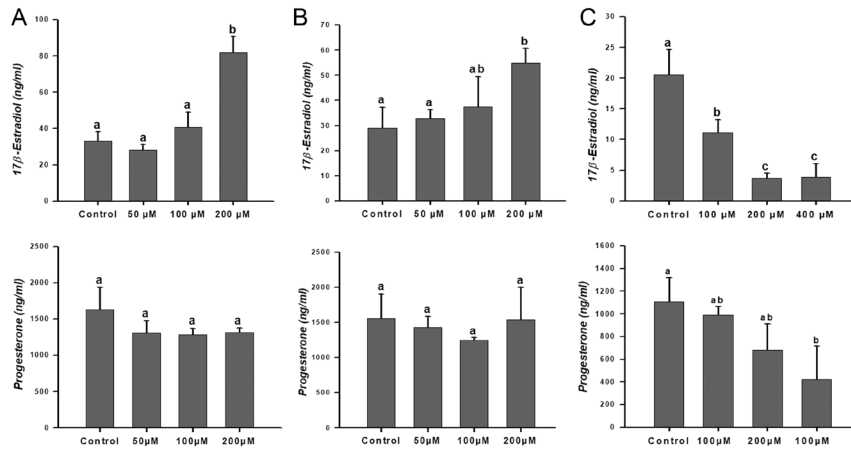 A
17β-Estradiol (ng/ml)
100
80
60
40
20
0
a
a
a
b
Control 50 µM 100 µM 200 µM
B
17β-Estradiol (ng/ml)
70
60
50
40
30
20
10
0
a
a
ab
b
Control 50 µM 100 µM 200 µM
C
17β-Estradiol (ng/ml)
30
25
20
15
10
5
0
a
b
c
c
Control 100 µM 200 µM 400 µM
Progesterone (ng/ml)
2500
2000
1500
1000
500
0
a
a
a
a
Control 50µM 100µM 200µM
Progesterone (ng/ml)
2500
2000
1500
1000
500
0
a
a
a
a
Control 50µM 100µM 200µM
Progesterone (ng/ml)
1600
1400
1200
1000
800
600
400
200
0
a
ab
ab
b
Control 100µM 200µM 100µM